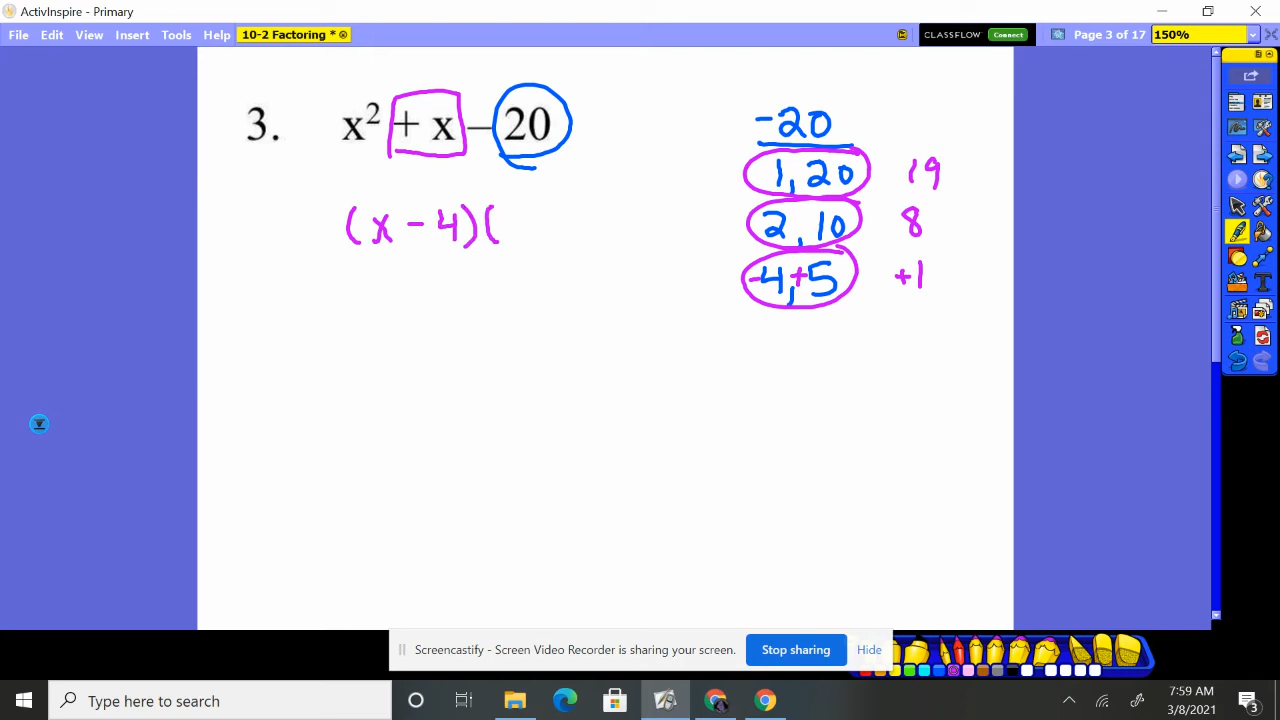 ActivInspire - Primary
File Edit View Insert Tools Help 10-2 Factoring * CLASSFLOW Connect Page 3 of 17 150%
3. x² + x – 20
(x - 4)(
-20
1, 20 19
2, 10 8
-4, +5 +1
Screencastify - Screen Video Recorder is sharing your screen. Stop sharing Hide
Type here to search
7:59 AM
3/8/2021
3